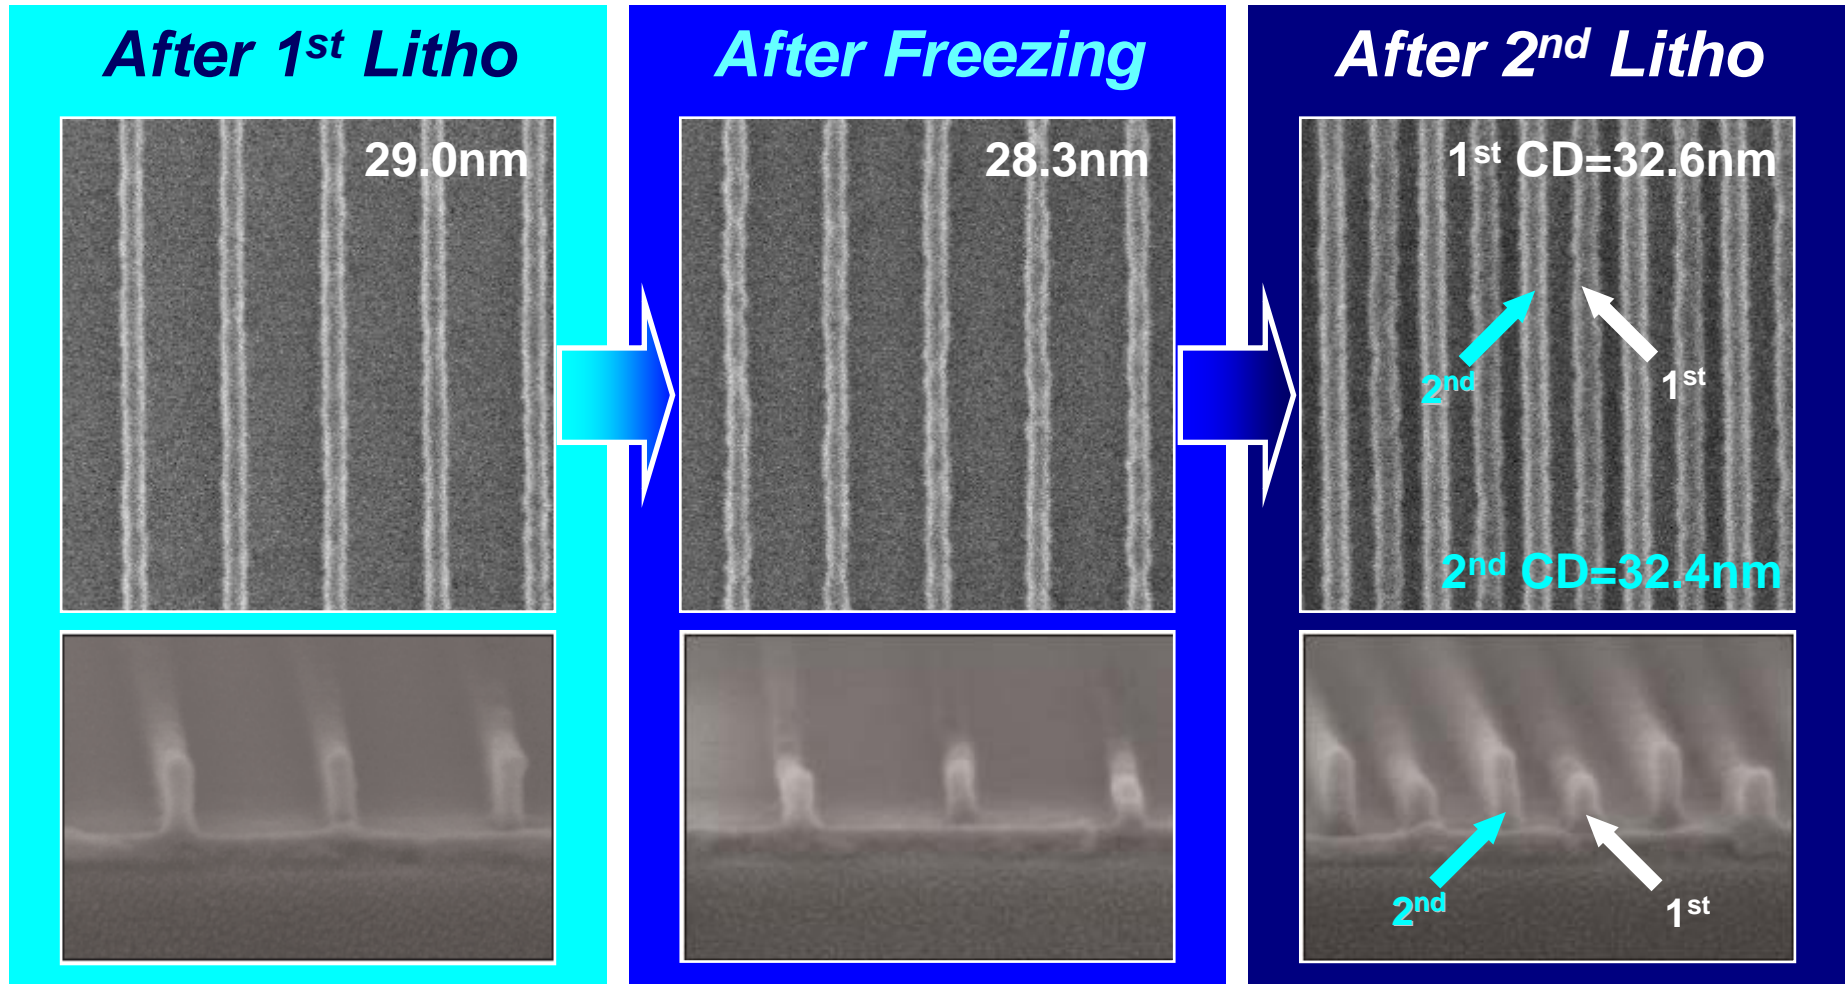 After 1st Litho
29.0nm
After Freezing
28.3nm
After 2nd Litho
1st CD=32.6nm
2nd
1st
2nd CD=32.4nm
2nd
1st